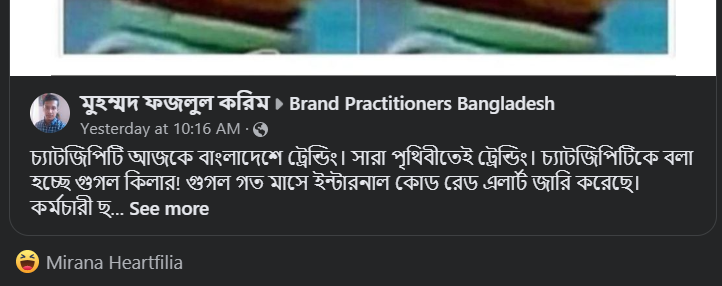 মুহম্মদ ফজলুল করিম ▸ Brand Practitioners Bangladesh
Yesterday at 10:16 AM ·
চ্যাটজিপিটি আজকে বাংলাদেশে ট্রেন্ডিং। সারা পৃথিবীতেই ট্রেন্ডিং। চ্যাটজিপিটিকে বলা
হচ্ছে গুগল কিলার! গুগল গত মাসে ইন্টারনাল কোড রেড এলার্ট জারি করেছে।
কর্মচারী ছ... See more
Mirana Heartfilia